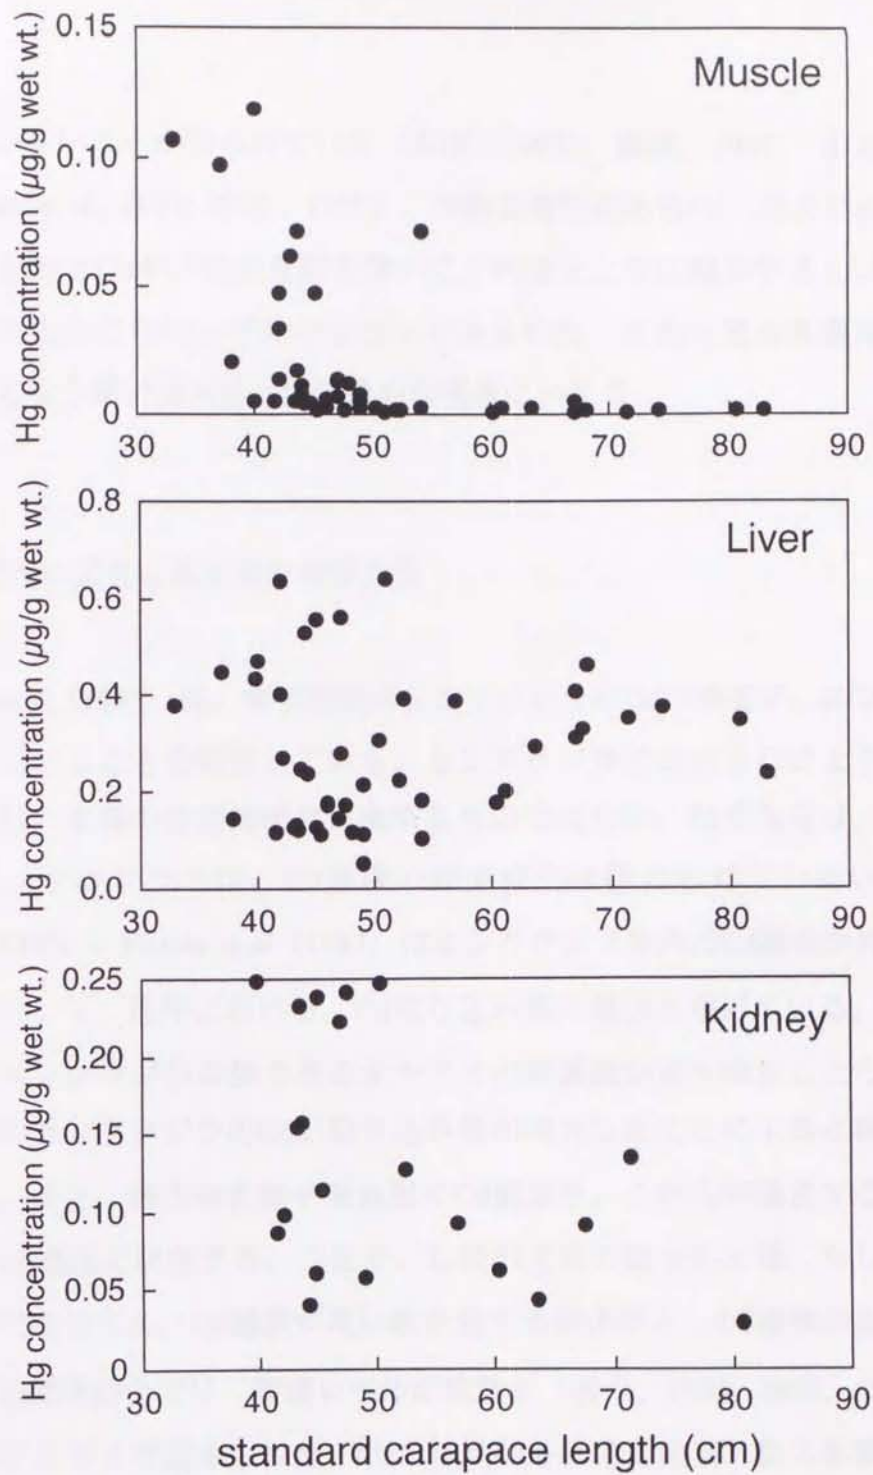 Muscle
Hg concentration (µg/g wet wt.)
0.15
0.10
0.05
0
30 40 50 60 70 80 90
Liver
Hg concentration (µg/g wet wt.)
0.8
0.6
0.4
0.2
0.0
30 40 50 60 70 80 90
Kidney
Hg concentration (µg/g wet wt.)
0.25
0.20
0.15
0.10
0.05
0
30 40 50 60 70 80 90
standard carapace length (cm)